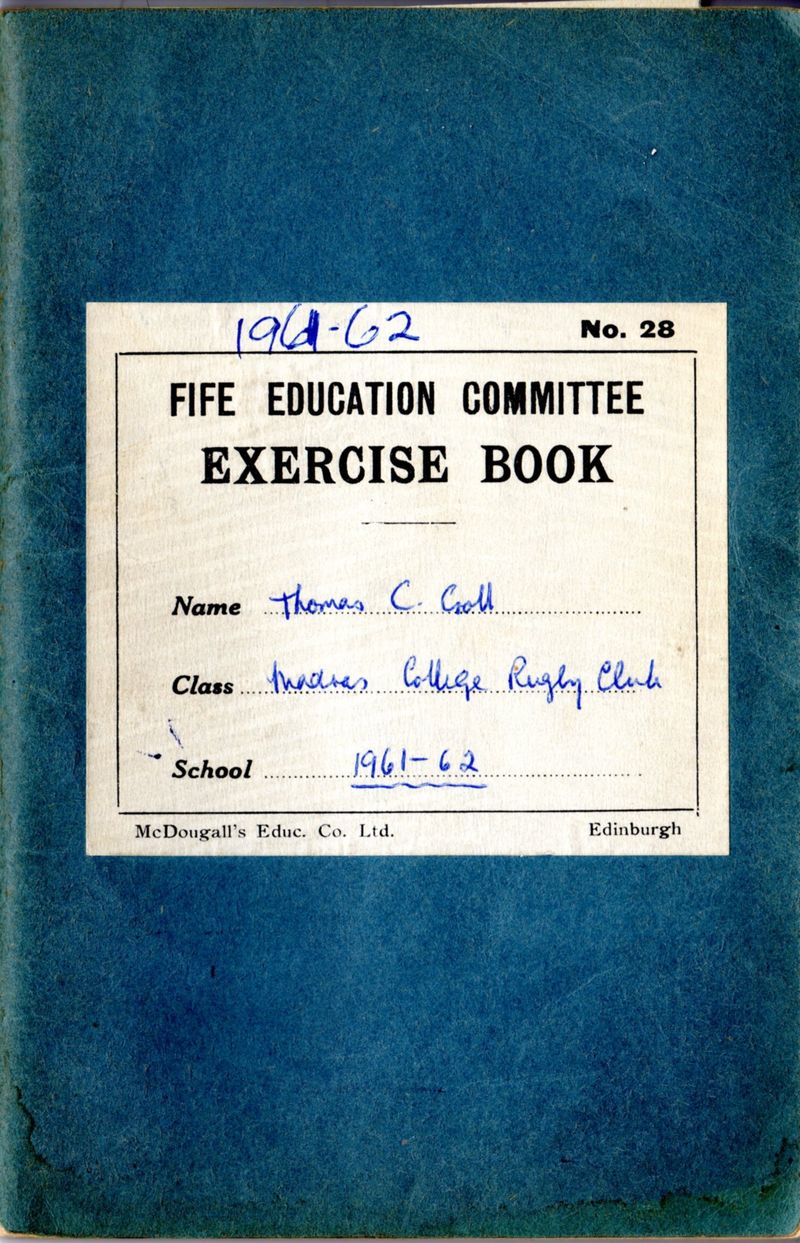 1961-62 No. 28
FIFE EDUCATION COMMITTEE
EXERCISE BOOK
Name Thomas C. Croll
Class Madras College Rugby Club
School 1961-62
McDougall's Educ. Co. Ltd. Edinburgh